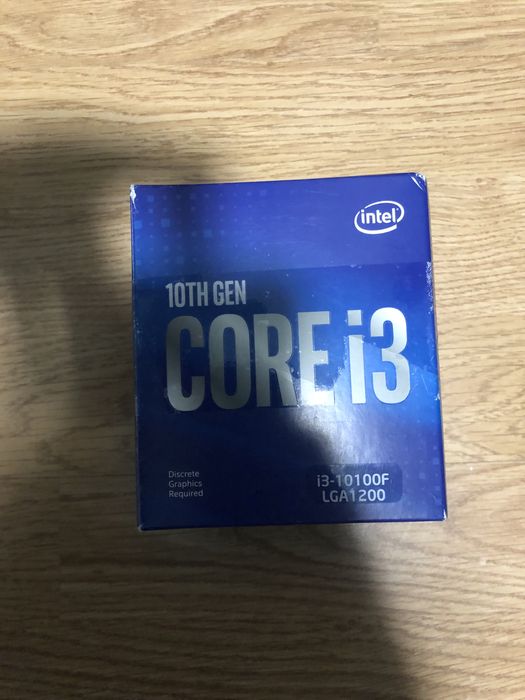 intel
10TH GEN
CORE i3
Discrete
Graphics
Required
i3-10100F
LGA1200